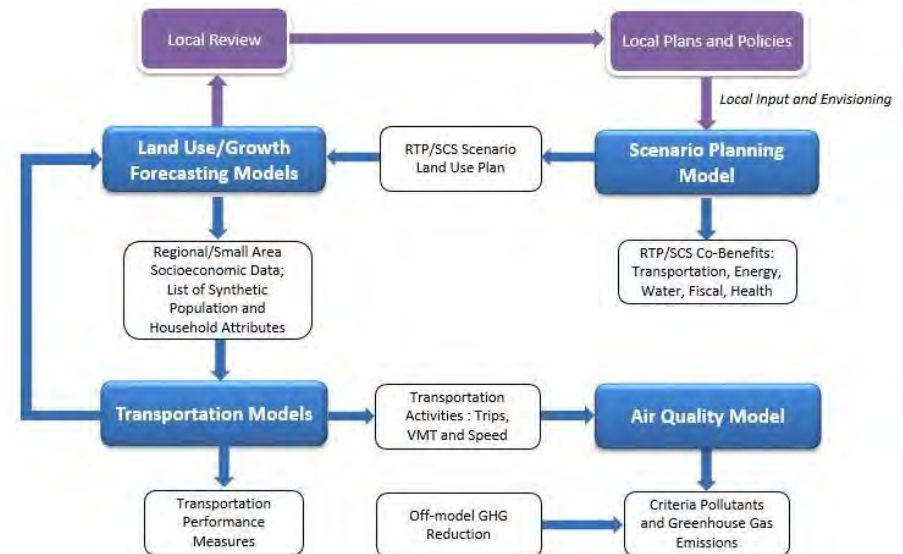 Local Review
Local Plans and Policies
Local Input and Envisioning
Land Use/Growth
Forecasting Models
RTP/SCS Scenario
Land Use Plan
Scenario Planning
Model
Regional/Small Area
Socioeconomic Data;
List of Synthetic
Population and
Household Attributes
RTP/SCS Co-Benefits:
Transportation, Energy,
Water, Fiscal, Health
Transportation Models
Transportation
Activities : Trips,
VMT and Speed
Air Quality Model
Transportation
Performance
Measures
Off-model GHG
Reduction
Criteria Pollutants
and Greenhouse Gas
Emissions